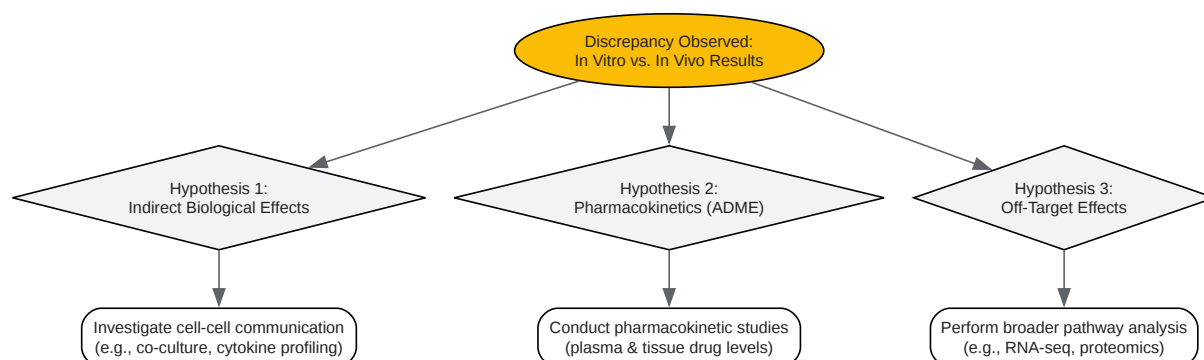 Discrepancy Observed:
In Vitro vs. In Vivo Results
Hypothesis 1:
Indirect Biological Effects
Hypothesis 2:
Pharmacokinetics (ADME)
Hypothesis 3:
Off-Target Effects
Investigate cell-cell communication
(e.g., co-culture, cytokine profiling)
Conduct pharmacokinetic studies
(plasma & tissue drug levels)
Perform broader pathway analysis
(e.g., RNA-seq, proteomics)